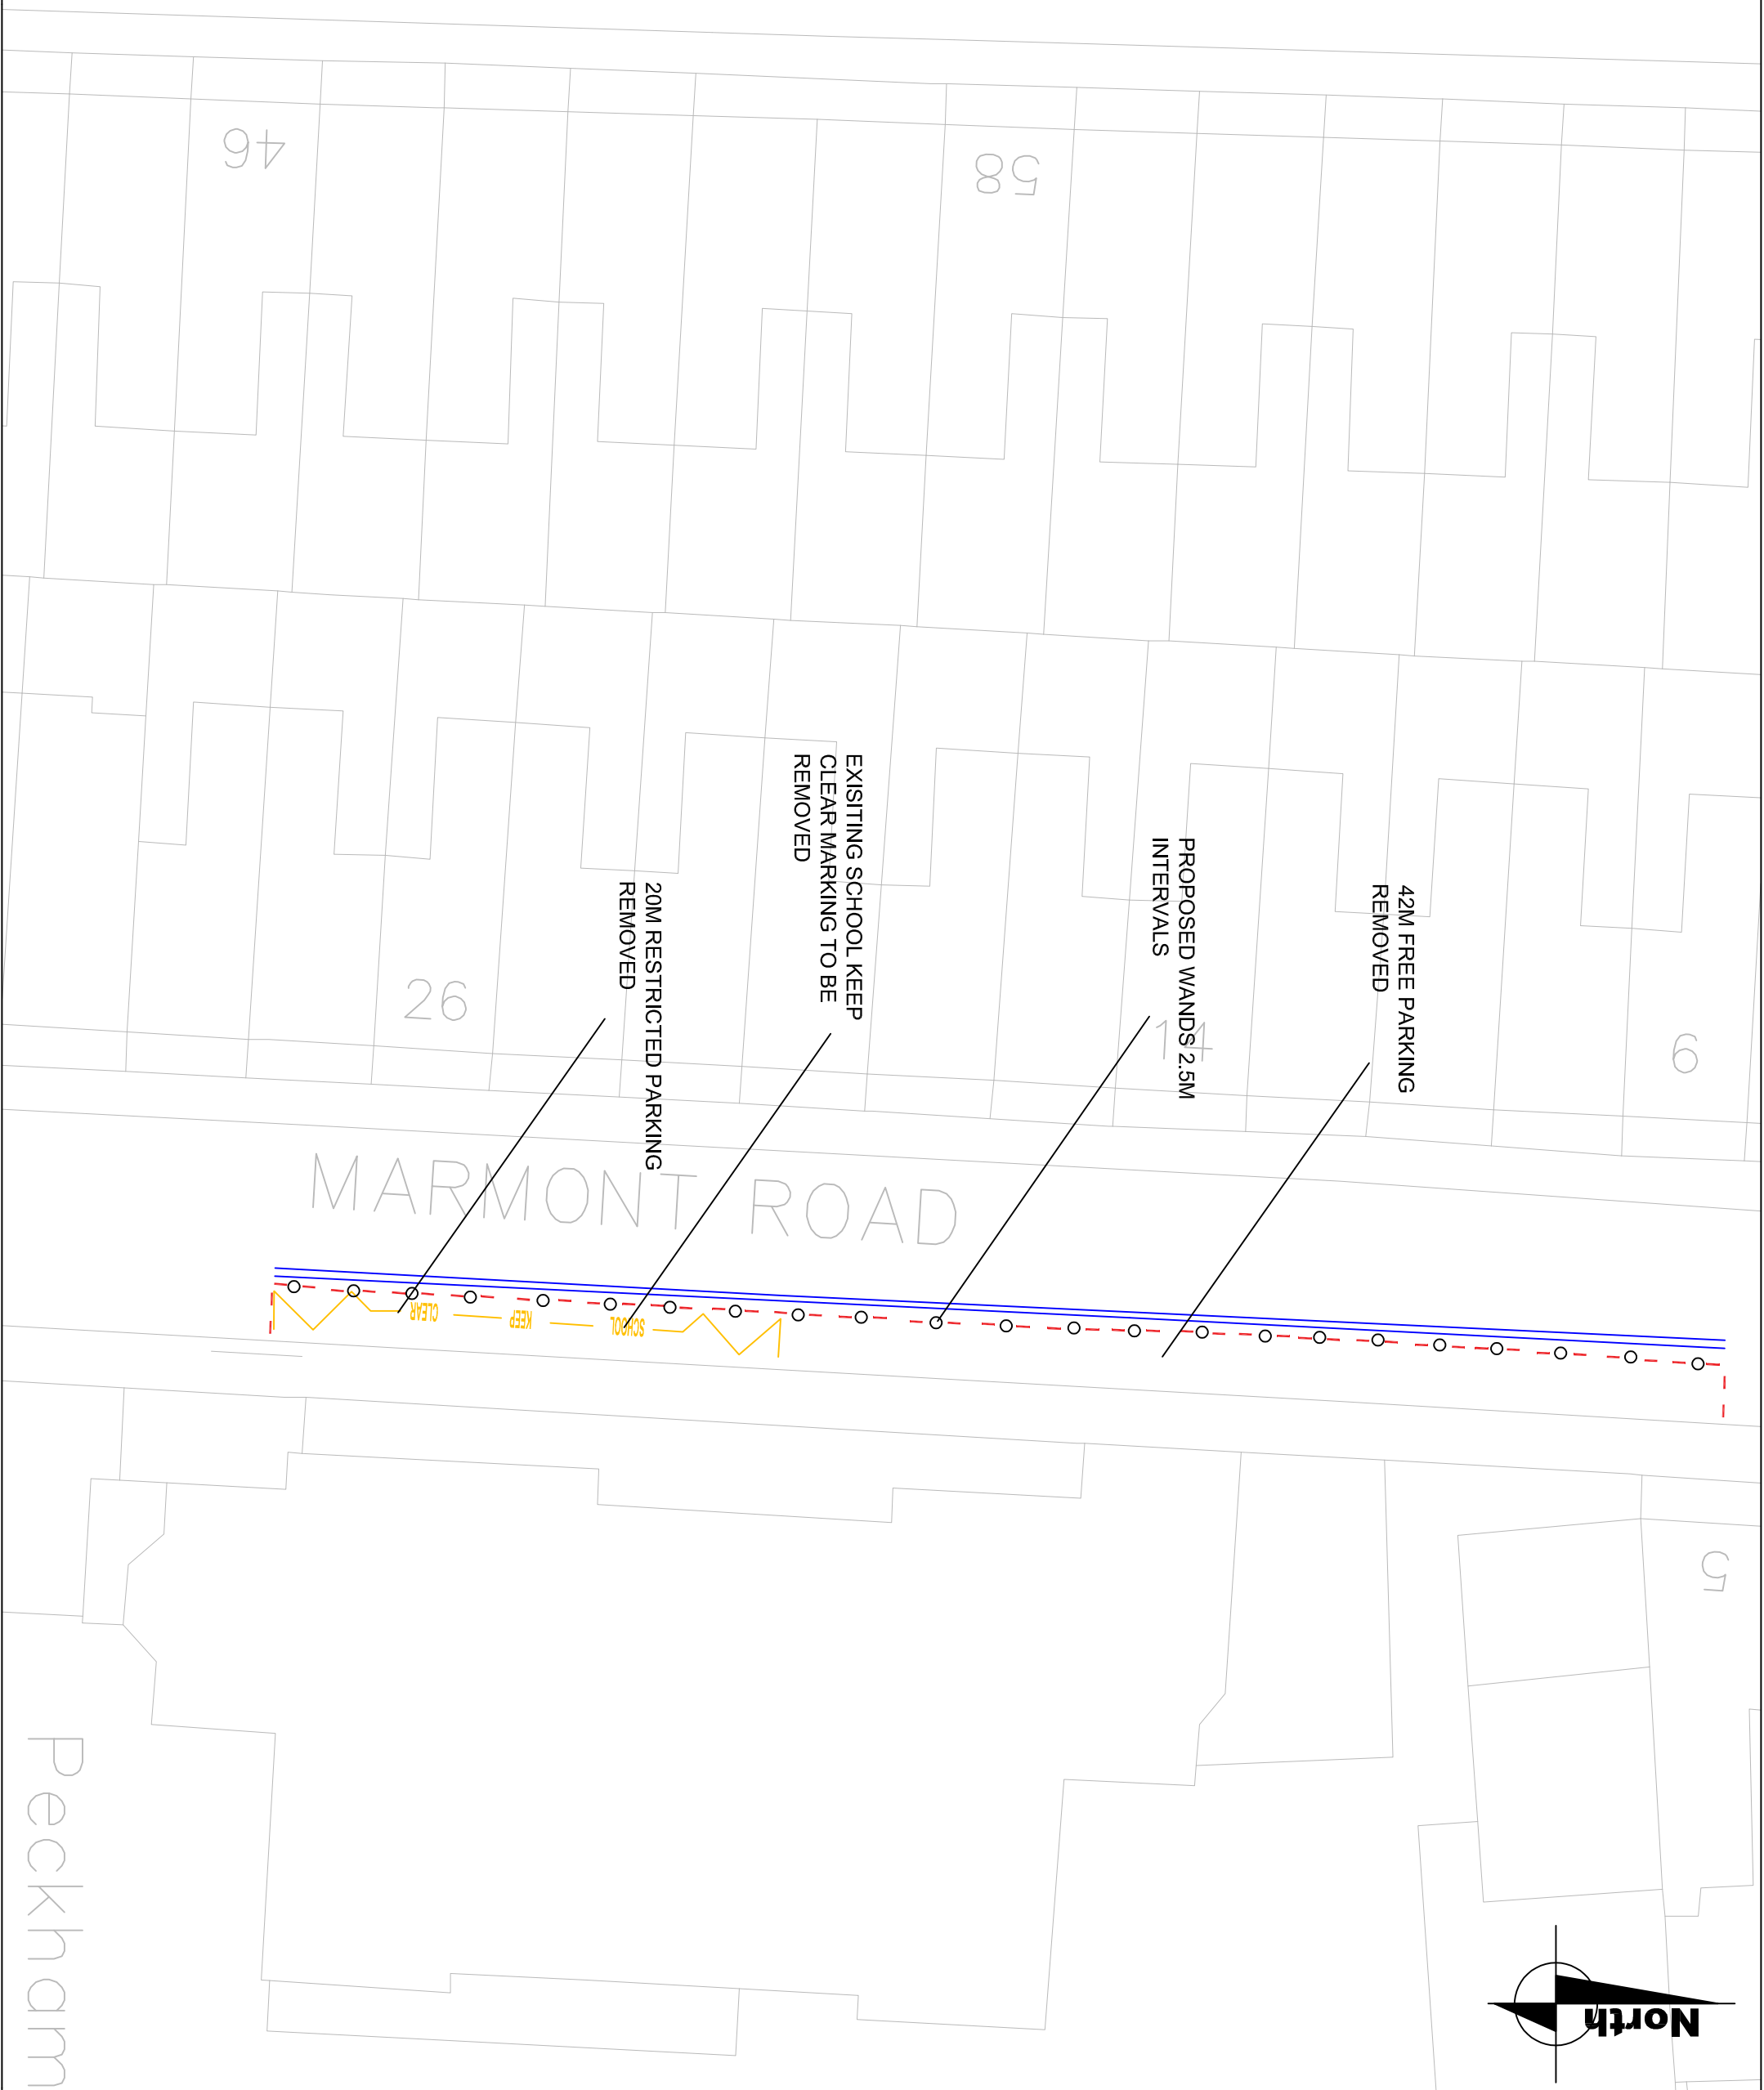 46
58
EXISITING SCHOOL KEEP
CLEAR MARKING TO BE
REMOVED
PROPOSED WANDS 2.5M
INTERVALS
42M FREE PARKING
REMOVED
20M RESTRICTED PARKING
REMOVED
26
14
6
MARMONT ROAD
SCHOOL
KEEP
CLEAR
5
Peckham
North